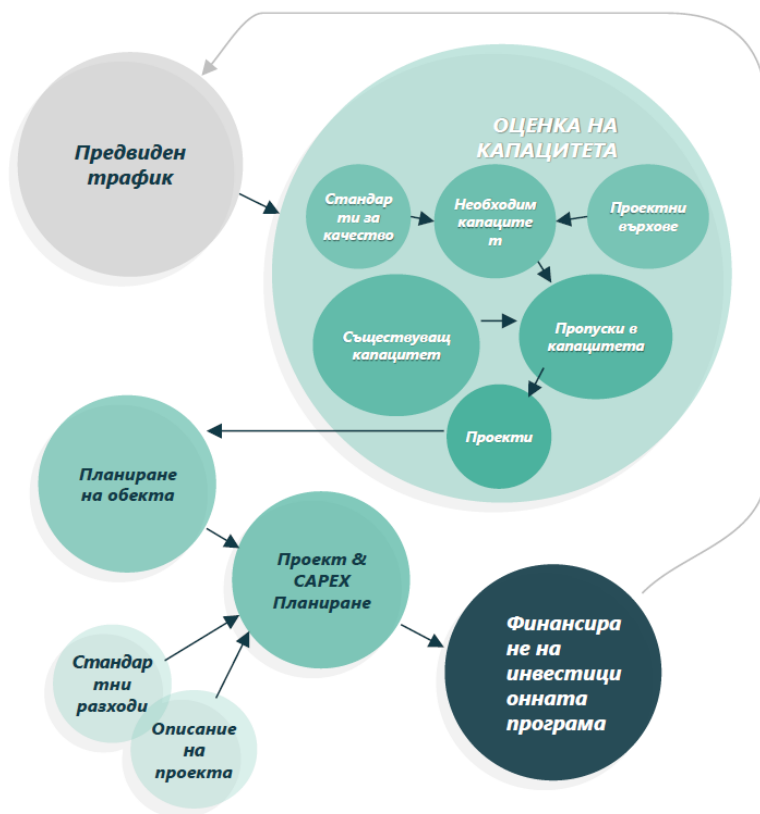 Предвиден
трафик
ОЦЕНКА НА
КАПАЦИТЕТА
Стандар
ти за
качество
Необходим
капаците
т
Проектни
върхове
Съществуващ
капацитет
Пропуски в
капацитета
Проекти
Планиране
на обекта
Проект &
CAPEX
Планиране
Стандар
тни
разходи
Описание
на
проекта
Финансира
не на
инвестици
онната
програма